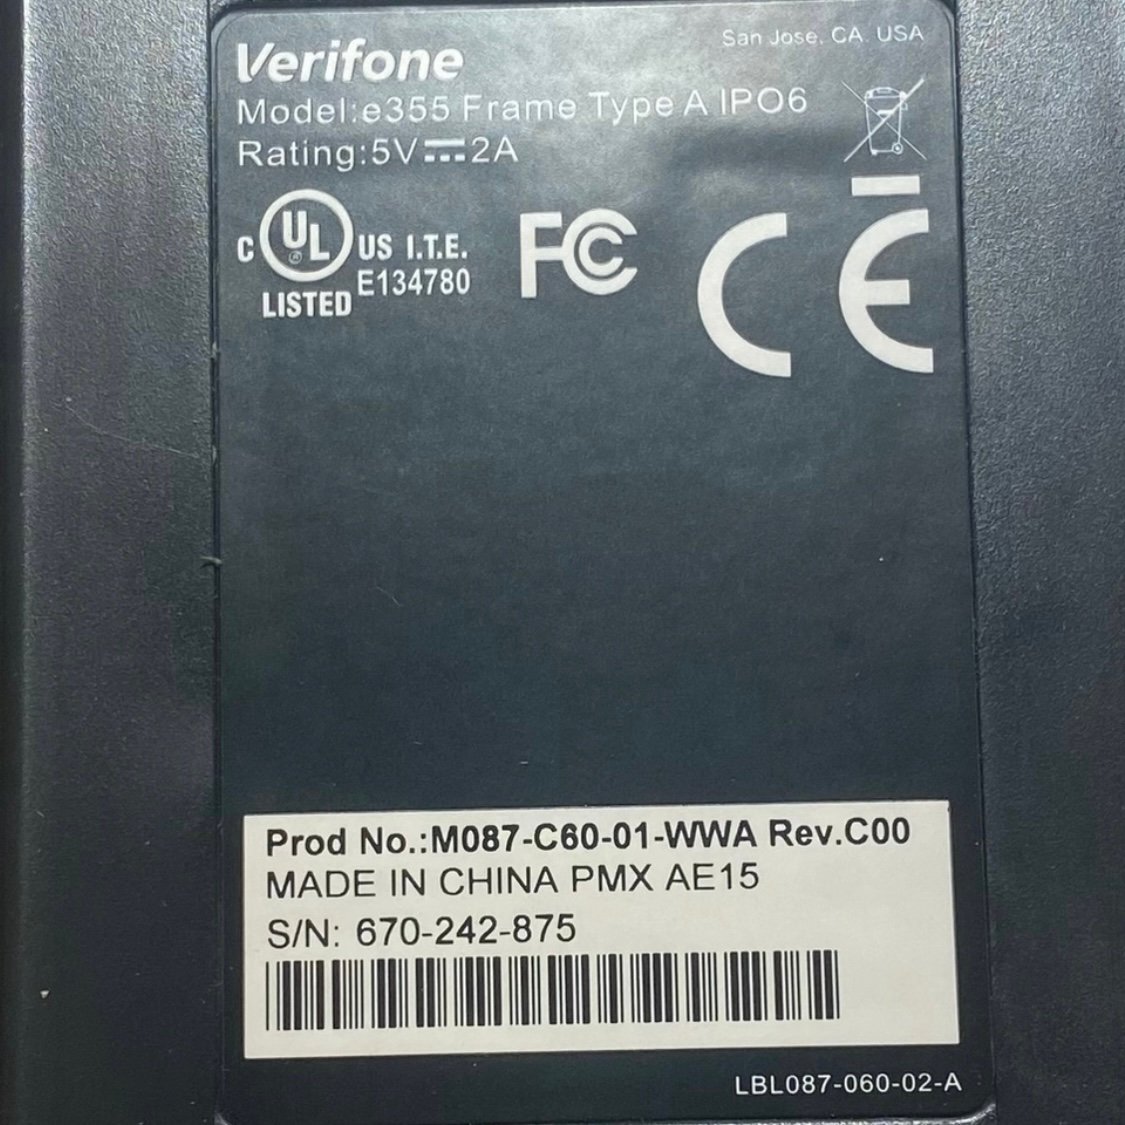 Verifone
San Jose, CA. USA
Model:e355 Frame Type A IPO6
Rating:5V⎓2A
C UL US I.T.E.
E134780
LISTED
FC
CE
Prod No.:M087-C60-01-WWA Rev.C00
MADE IN CHINA PMX AE15
S/N: 670-242-875
LBL087-060-02-A